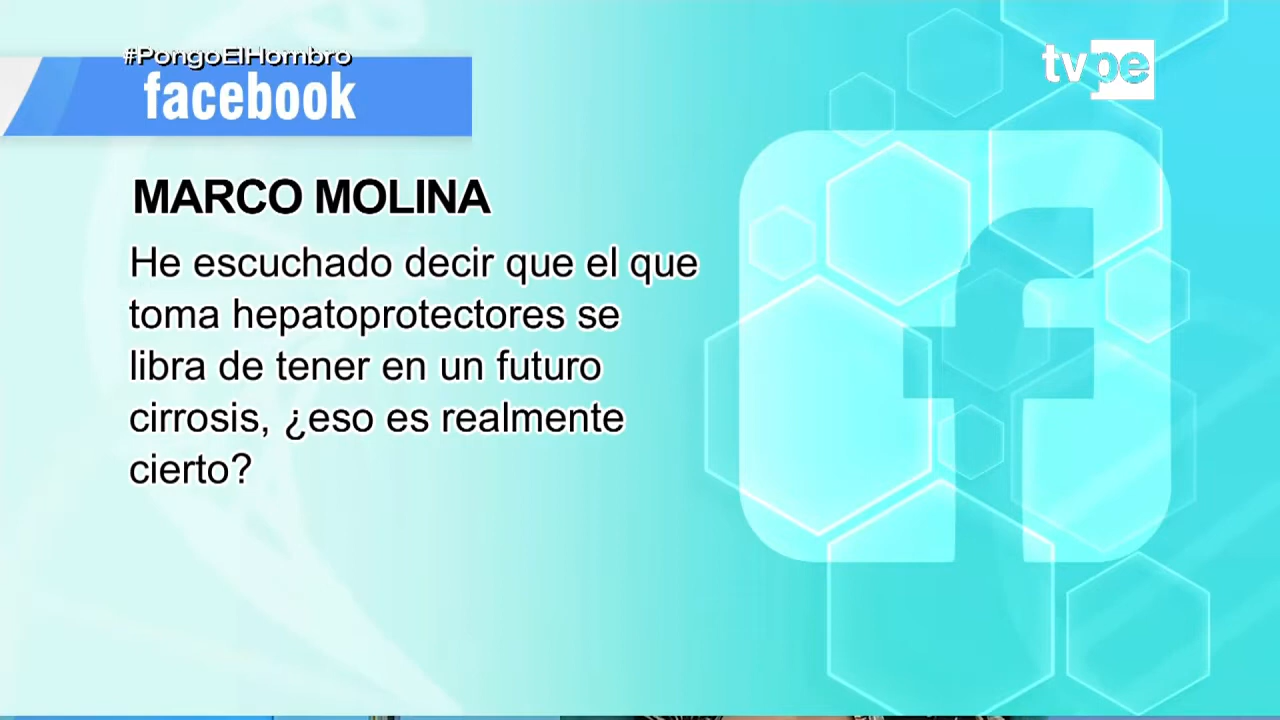 #PongoElHombro
facebook
tvpe
MARCO MOLINA
He escuchado decir que el que
toma hepatoprotectores se
libra de tener en un futuro
cirrosis, ¿eso es realmente
cierto?